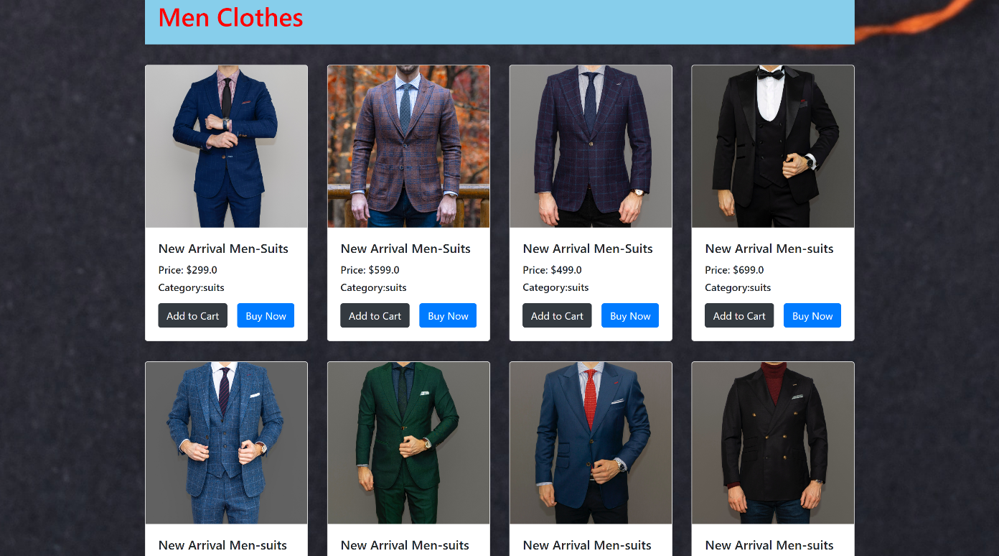 Men Clothes
New Arrival Men-Suits
Price: $299.0
Category:suits
Add to Cart
Buy Now
New Arrival Men-Suits
Price: $599.0
Category:suits
Add to Cart
Buy Now
New Arrival Men-Suits
Price: $499.0
Category:suits
Add to Cart
Buy Now
New Arrival Men-suits
Price: $699.0
Category:suits
Add to Cart
Buy Now
New Arrival Men-suits
New Arrival Men-suits
New Arrival Men-suits
New Arrival Men-suits